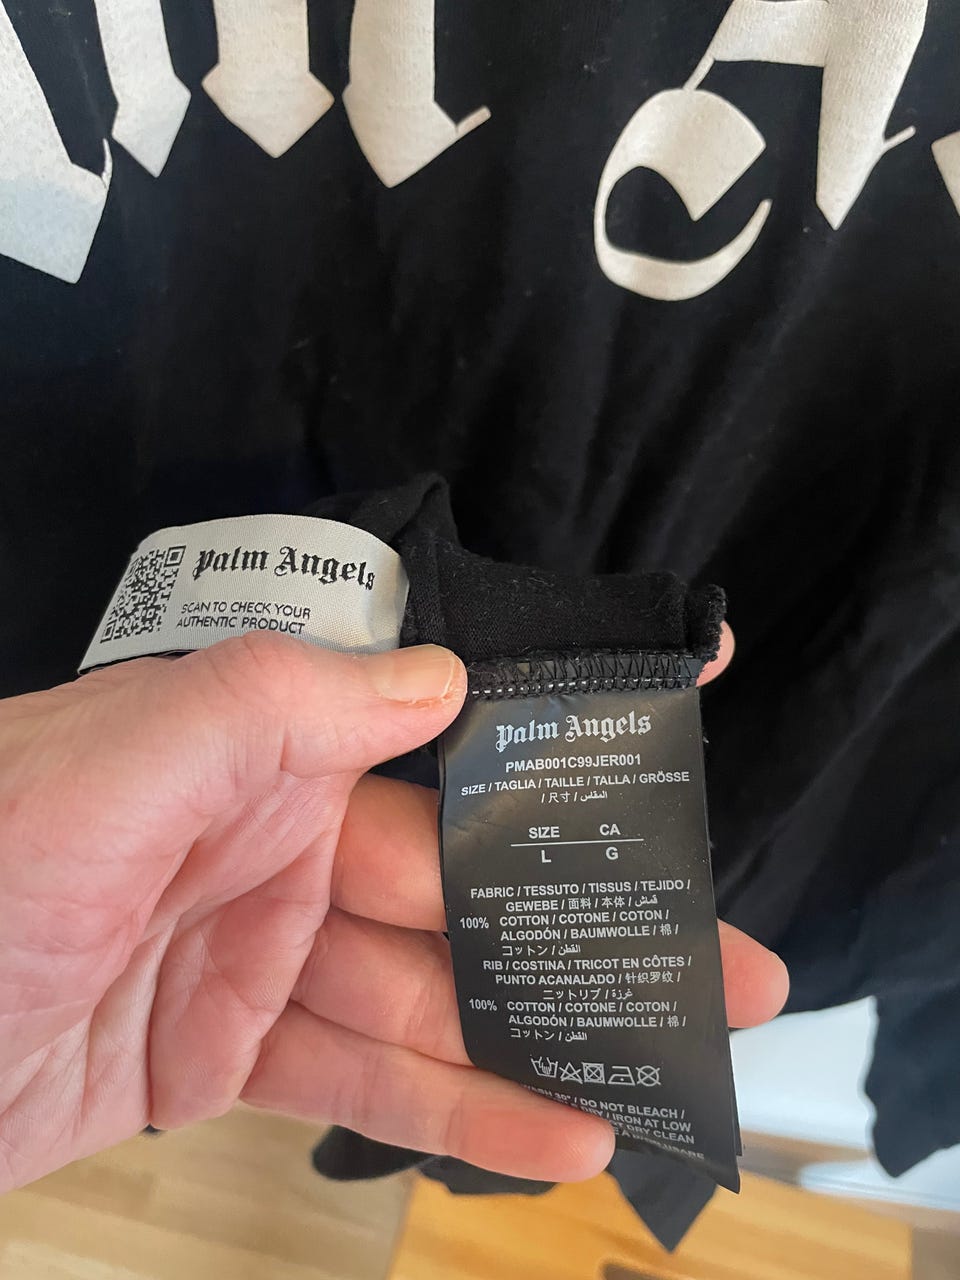 Palm Angels
SCAN TO CHECK YOUR
AUTHENTIC PRODUCT
Palm Angels
PMAB001C99JER001
SIZE / TAGLIA / TAILLE / TALLA / GRÖSSE
/ 尺寸 / المقاس
SIZE CA
L G
FABRIC / TESSUTO / TISSUS / TEJIDO /
GEWEBE / 面料 / 本体 / قماش
100% COTTON / COTONE / COTON /
ALGODÓN / BAUMWOLLE / 棉 /
コットン / القطن
RIB / COSTINA / TRICOT EN CÔTES /
PUNTO ACANALADO / 针织罗纹 /
ニットリブ / غرزة
100% COTTON / COTONE / COTON /
ALGODÓN / BAUMWOLLE / 棉 /
コットン / القطن
30° / DO NOT BLEACH /
DRY / IRON AT LOW
DRY CLEAN